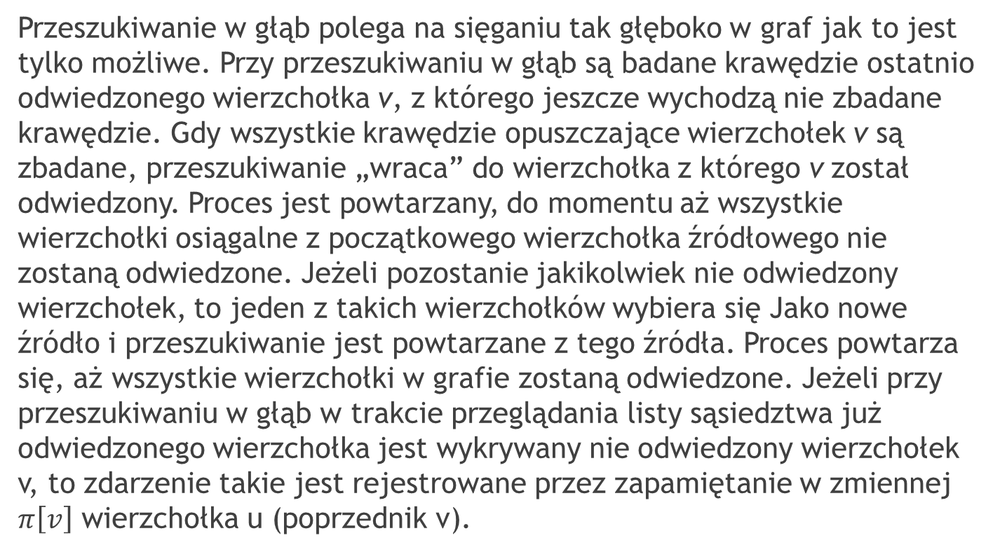 Przeszukiwanie w głąb polega na sięganiu tak głęboko w graf jak to jest
tylko możliwe. Przy przeszukiwaniu w głąb są badane krawędzie ostatnio
odwiedzonego wierzchołka v, z którego jeszcze wychodzą nie zbadane
krawędzie. Gdy wszystkie krawędzie opuszczające wierzchołek v są
zbadane, przeszukiwanie „wraca” do wierzchołka z którego v został
odwiedzony. Proces jest powtarzany, do momentu aż wszystkie
wierzchołki osiągalne z początkowego wierzchołka źródłowego nie
zostaną odwiedzone. Jeżeli pozostanie jakikolwiek nie odwiedzony
wierzchołek, to jeden z takich wierzchołków wybiera się Jako nowe
źródło i przeszukiwanie jest powtarzane z tego źródła. Proces powtarza
się, aż wszystkie wierzchołki w grafie zostaną odwiedzone. Jeżeli przy
przeszukiwaniu w głąb w trakcie przeglądania listy sąsiedztwa już
odwiedzonego wierzchołka jest wykrywany nie odwiedzony wierzchołek
v, to zdarzenie takie jest rejestrowane przez zapamiętanie w zmiennej
π[v] wierzchołka u (poprzednik v).